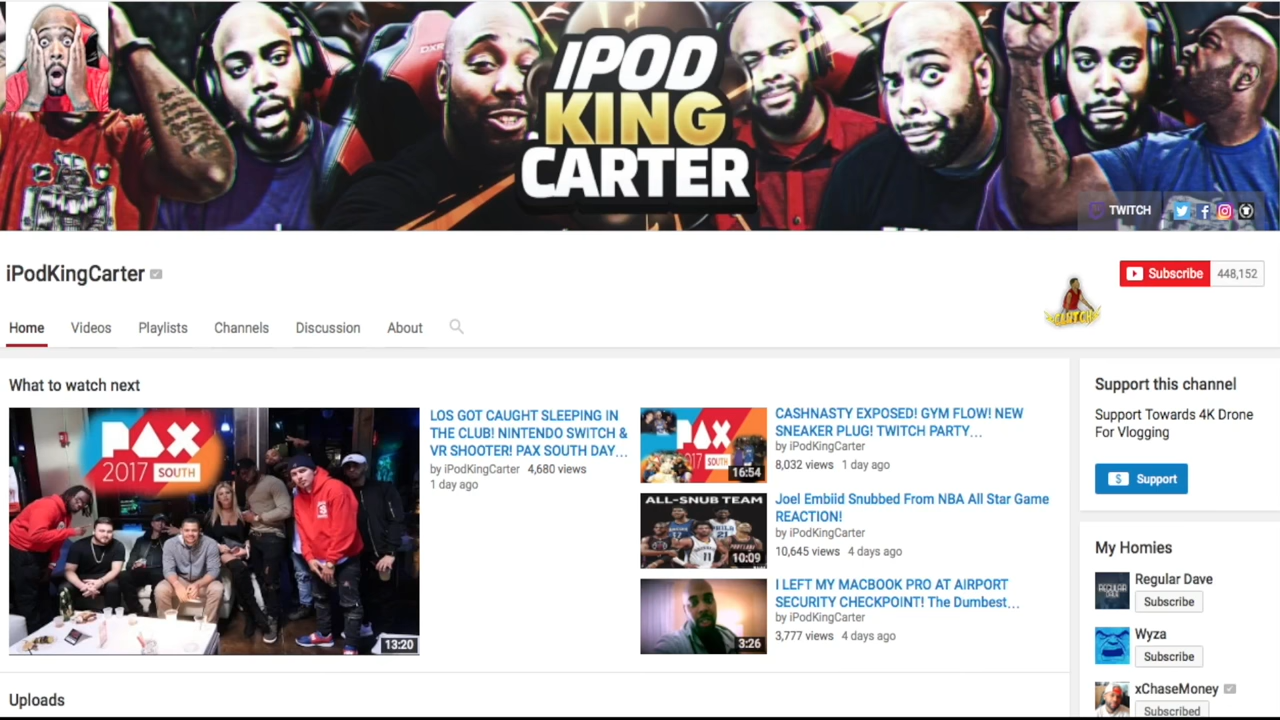 DXR
iPOD
KING
CARTER
TWITCH
iPodKingCarter
Subscribe 448,152
Home Videos Playlists Channels Discussion About
What to watch next
PAX
2017 SOUTH
13:20
LOS GOT CAUGHT SLEEPING IN
THE CLUB! NINTENDO SWITCH &
VR SHOOTER! PAX SOUTH DAY...
by iPodKingCarter 4,680 views
1 day ago
PAX
2017 SOUTH
16:54
CASHNASTY EXPOSED! GYM FLOW! NEW
SNEAKER PLUG! TWITCH PARTY...
by iPodKingCarter
8,032 views 1 day ago
ALL-SNUB TEAM
10:09
Joel Embiid Snubbed From NBA All Star Game
REACTION!
by iPodKingCarter
10,645 views 4 days ago
3:26
I LEFT MY MACBOOK PRO AT AIRPORT
SECURITY CHECKPOINT! The Dumbest...
by iPodKingCarter
3,777 views 4 days ago
Uploads
Support this channel
Support Towards 4K Drone
For Vlogging
$ Support
My Homies
Regular Dave
Subscribe
Wyza
Subscribe
xChaseMoney
Subscribed